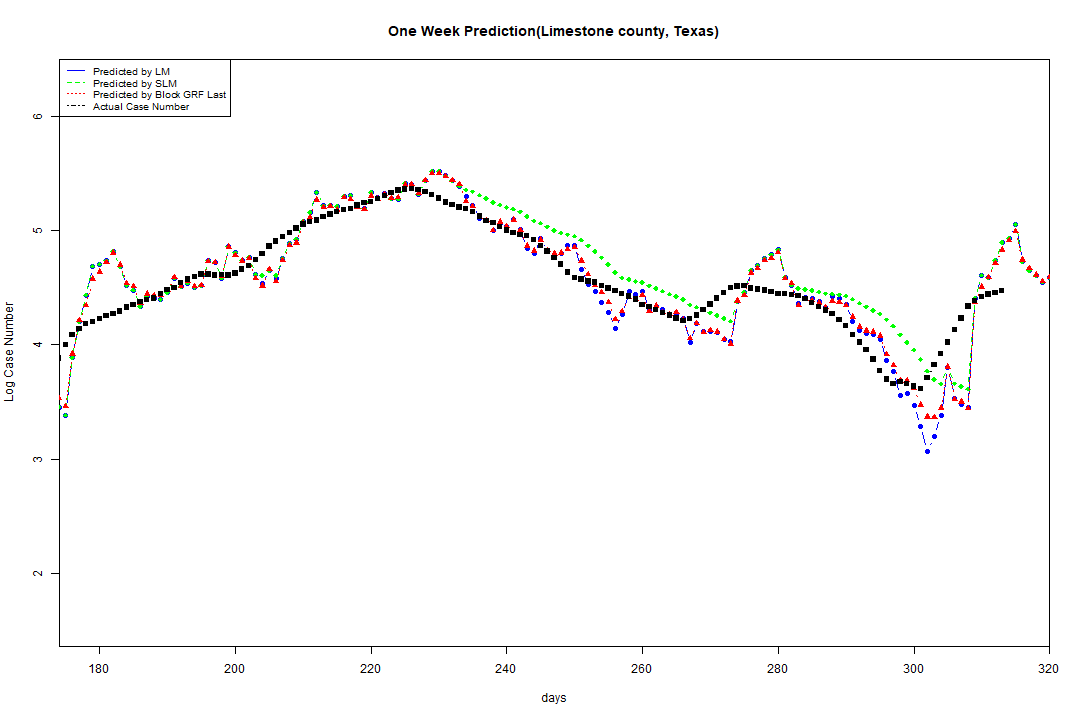 One Week Prediction(Limestone county, Texas)
Predicted by LM
Predicted by SLM
Predicted by Block GRF Last
Actual Case Number
6
5
4
3
2
Log Case Number
180 200 220 240 260 280 300 320
days